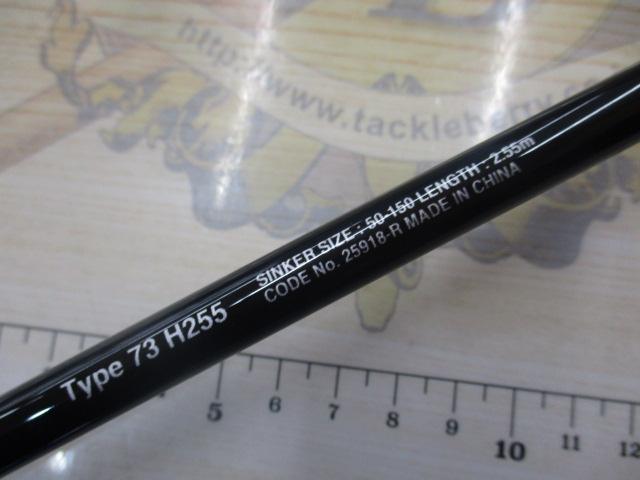 http://www.tackleberry.co
Type 73 H255
SINKER SIZE : 50-150 LENGTH : 2.55m
CODE No. 25918-R MADE IN CHINA
5 6 7 8 9 10 11 12